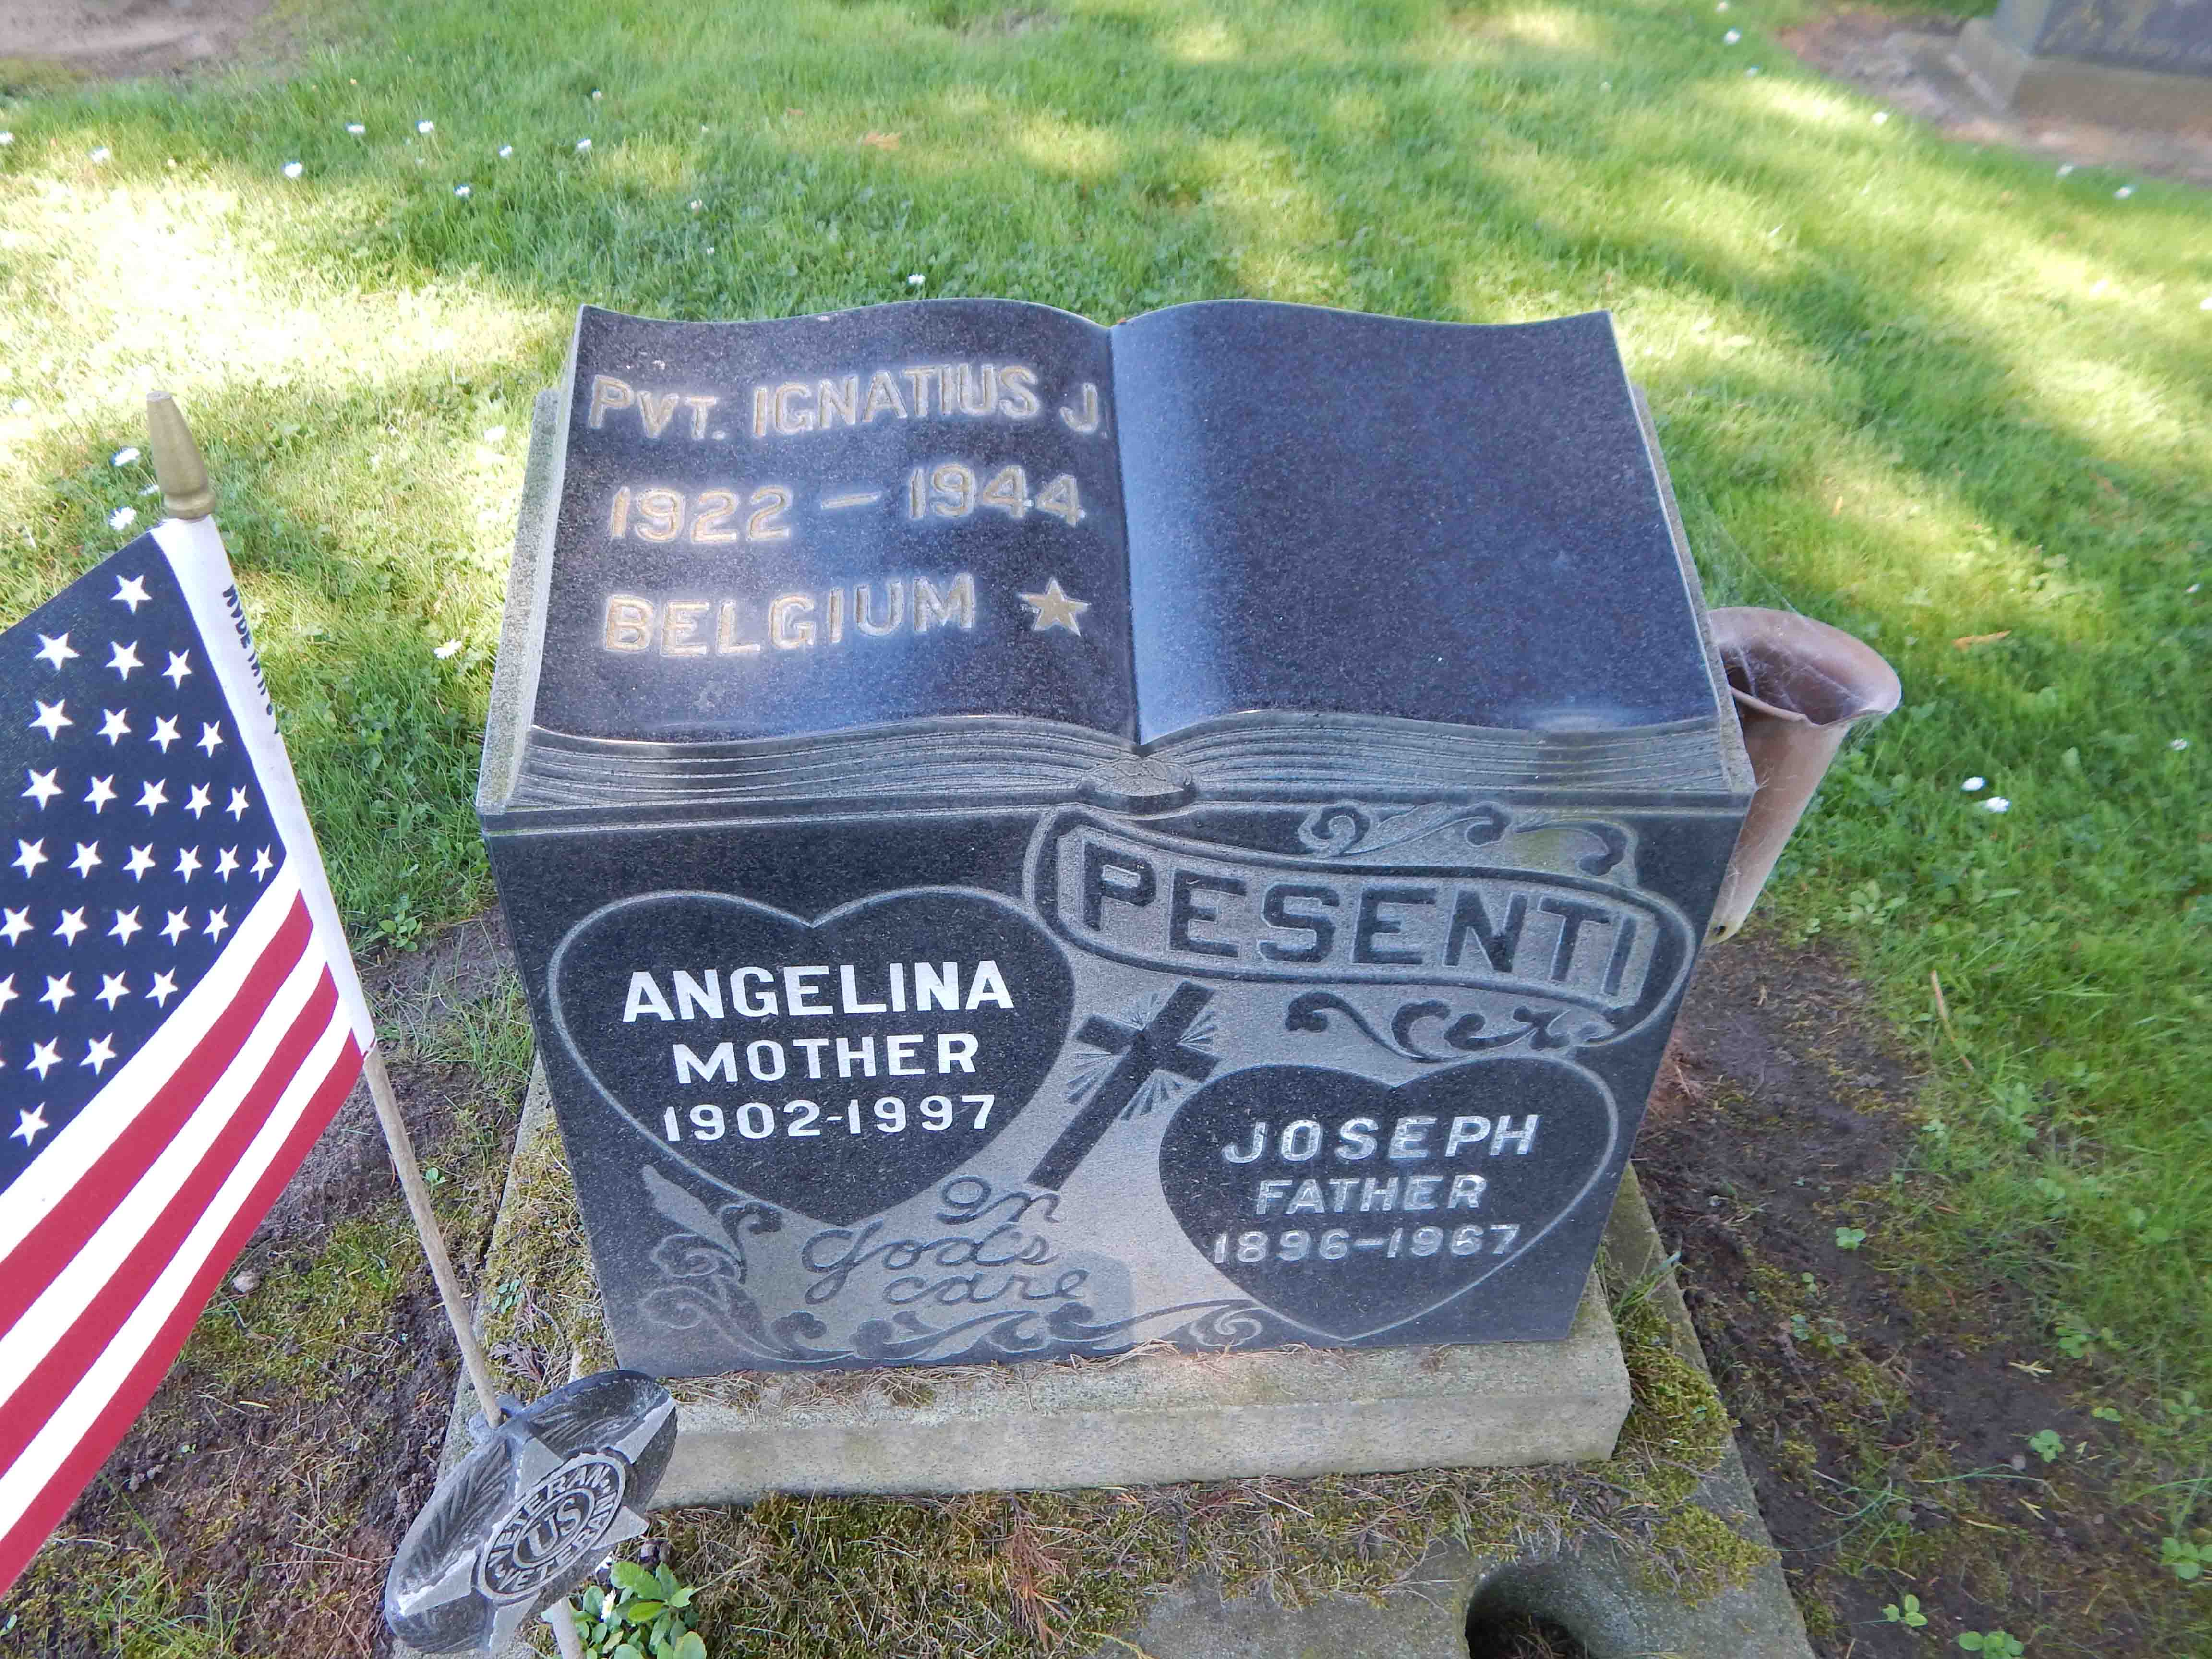 PVT. IGNATIUS J.
1922 – 1944
BELGIUM ★
PESENTI
ANGELINA
MOTHER
1902-1997
JOSEPH
FATHER
1896-1967
In
God's
care
VETERAN
US
VETERAN